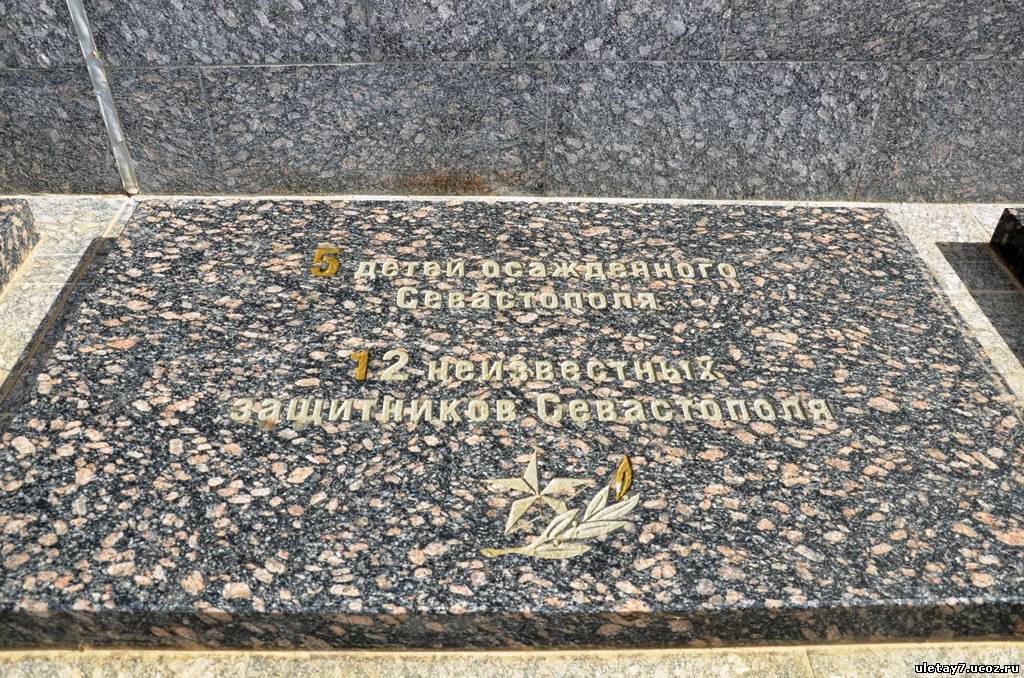 5 детей осажденного
Севастополя
12 неизвестных
защитников Севастополя
uletay7.ucoz.ru